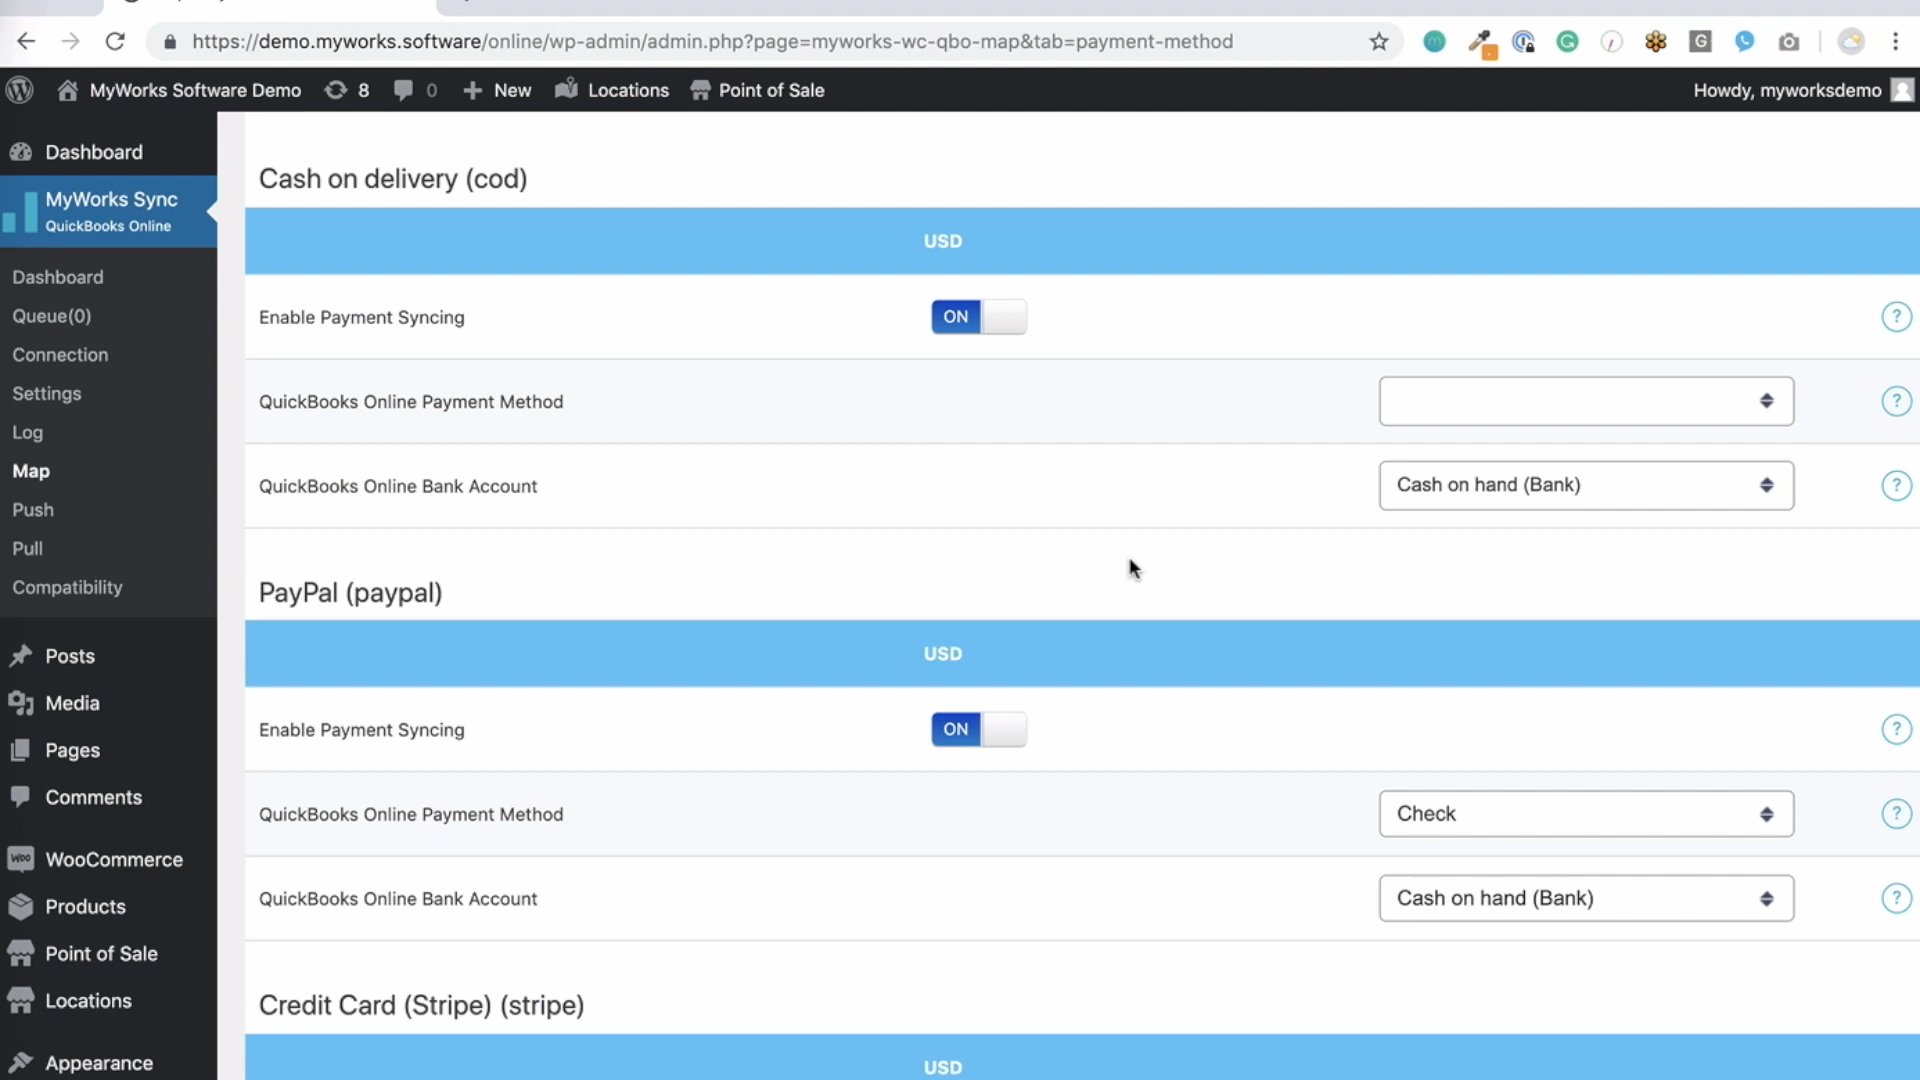 https://demo.myworks.software/online/wp-admin/admin.php?page=myworks-wc-qbo-map&tab=payment-method
MyWorks Software Demo 8 0 New Locations Point of Sale Howdy, myworksdemo
Dashboard
MyWorks Sync
QuickBooks Online
Dashboard
Queue(0)
Connection
Settings
Log
Map
Push
Pull
Compatibility
Posts
Media
Pages
Comments
WooCommerce
Products
Point of Sale
Locations
Appearance
Cash on delivery (cod)
USD
Enable Payment Syncing ON ?
QuickBooks Online Payment Method ?
QuickBooks Online Bank Account Cash on hand (Bank) ?
PayPal (paypal)
USD
Enable Payment Syncing ON ?
QuickBooks Online Payment Method Check ?
QuickBooks Online Bank Account Cash on hand (Bank) ?
Credit Card (Stripe) (stripe)
USD